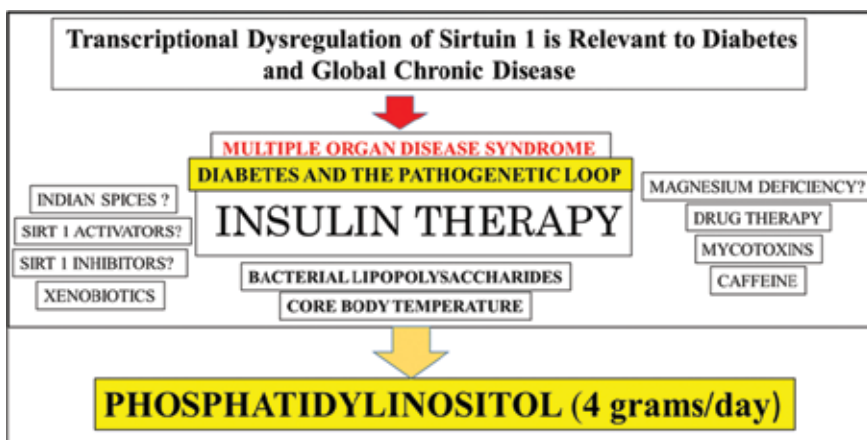 Transcriptional Dysregulation of Sirtuin 1 is Relevant to Diabetes
and Global Chronic Disease
MULTIPLE ORGAN DISEASE SYNDROME
DIABETES AND THE PATHOGENETIC LOOP
INSULIN THERAPY
INDIAN SPICES ?
SIRT 1 ACTIVATORS?
SIRT 1 INHIBITORS?
XENOBIOTICS
BACTERIAL LIPOPOLYSACCHARIDES
CORE BODY TEMPERATURE
MAGNESIUM DEFICIENCY?
DRUG THERAPY
MYCOTOXINS
CAFFEINE
PHOSPHATIDYLINOSITOL (4 grams/day)